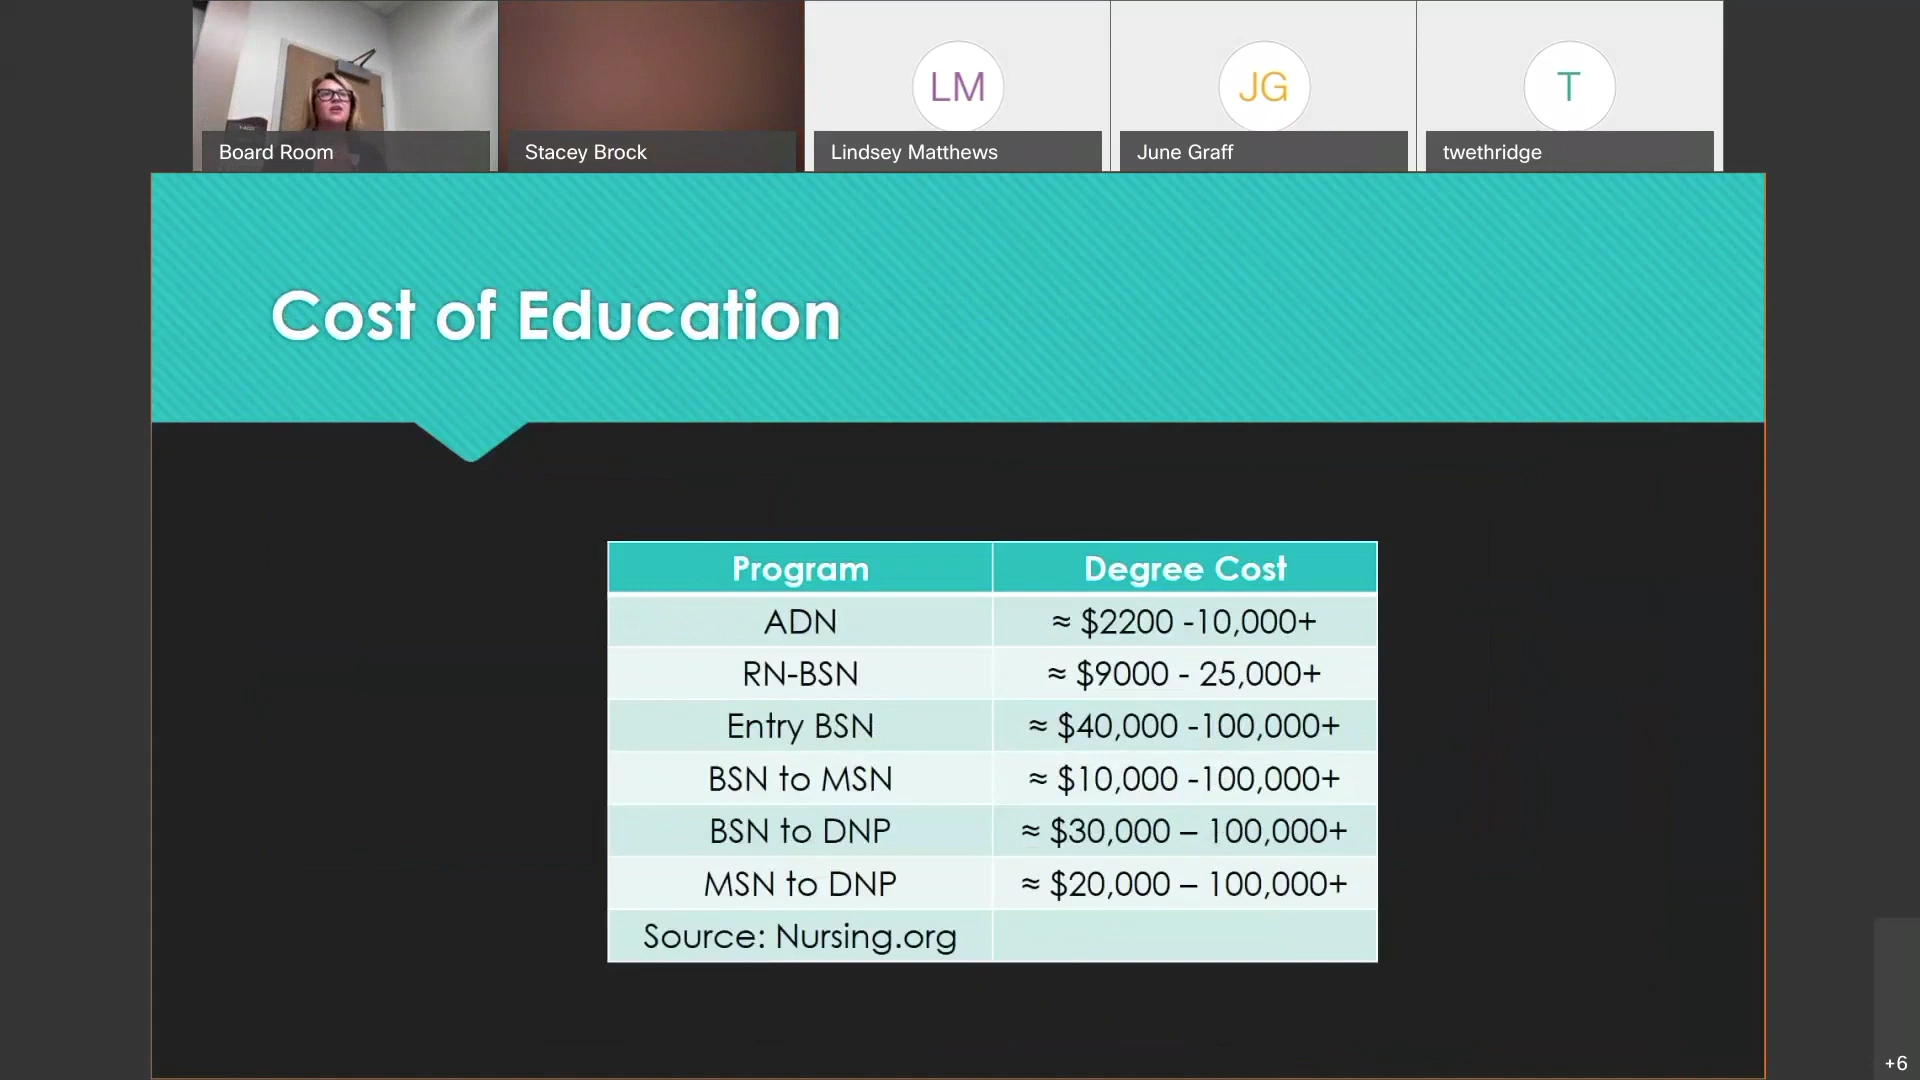 LM
JG
T
Board Room
Stacey Brock
Lindsey Matthews
June Graff
twethridge
Cost of Education
Program Degree Cost
ADN ≈ $2200 -10,000+
RN-BSN ≈ $9000 - 25,000+
Entry BSN ≈ $40,000 -100,000+
BSN to MSN ≈ $10,000 -100,000+
BSN to DNP ≈ $30,000 – 100,000+
MSN to DNP ≈ $20,000 – 100,000+
Source: Nursing.org
+6